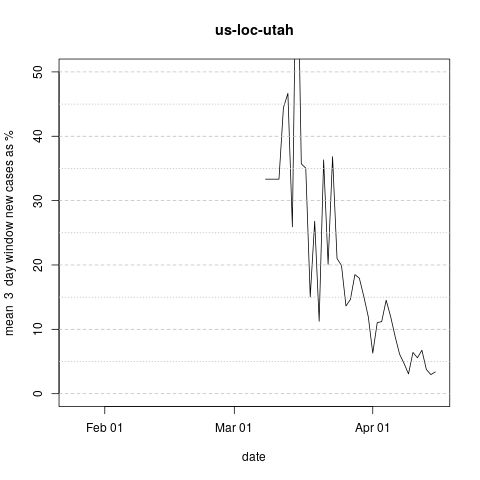 us-loc-utah
mean  3  day window new cases as %
50
40
30
20
10
0
Feb 01
Mar 01
Apr 01
date